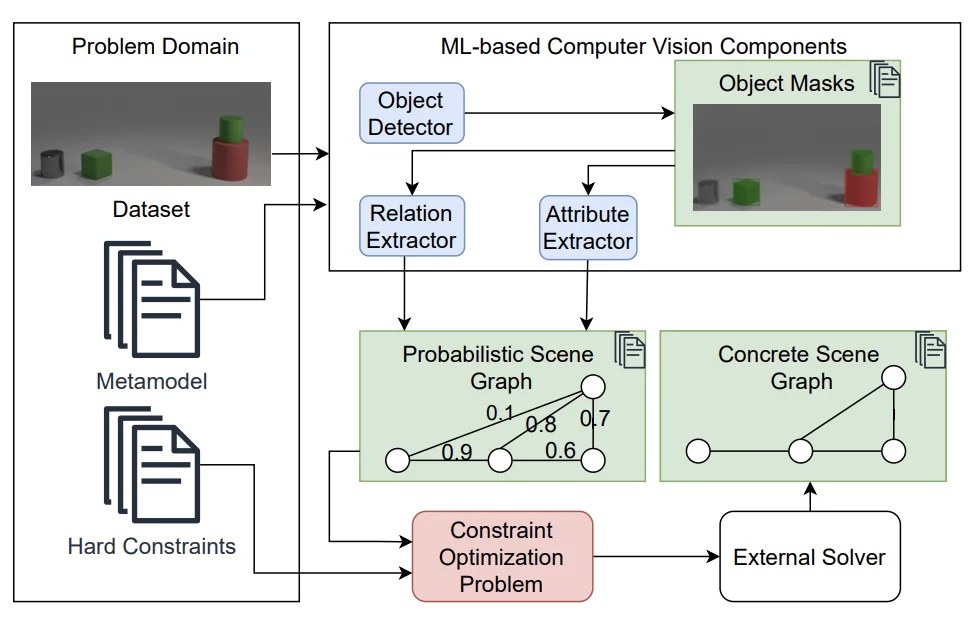 Problem Domain
Dataset
Metamodel
Hard Constraints
ML-based Computer Vision Components
Object
Detector
Object Masks
Relation
Extractor
Attribute
Extractor
Probabilistic Scene
Graph
0.1
0.8
0.7
0.9
0.6
Concrete Scene
Graph
Constraint
Optimization
Problem
External Solver